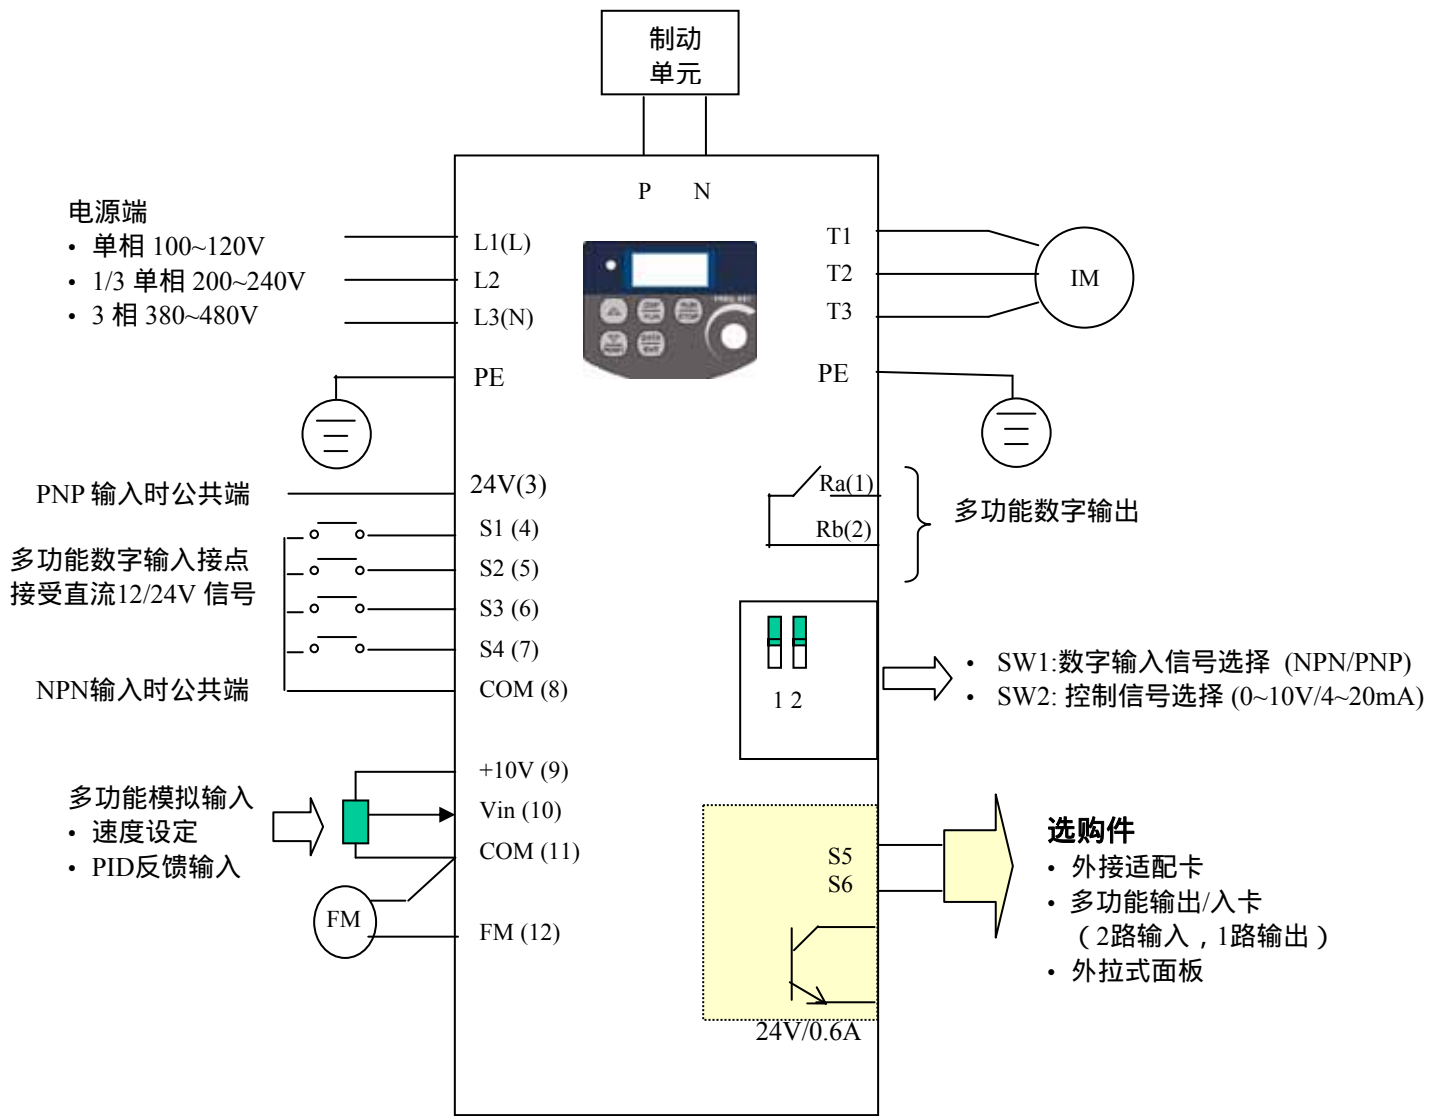 制动
单元
P N
电源端
• 单相 100~120V
• 1/3 单相 200~240V
• 3 相 380~480V
L1(L)
L2
L3(N)
PE
T1
T2
T3
IM
PE
PNP 输入时公共端
24V(3)
多功能数字输入接点
接受直流12/24V 信号
S1 (4)
S2 (5)
S3 (6)
S4 (7)
NPN输入时公共端
COM (8)
Ra(1)
Rb(2)
多功能数字输出
1 2
• SW1:数字输入信号选择 (NPN/PNP)
• SW2: 控制信号选择 (0~10V/4~20mA)
多功能模拟输入
• 速度设定
• PID反馈输入
+10V (9)
Vin (10)
COM (11)
FM
FM (12)
S5
S6
24V/0.6A
选购件
• 外接适配卡
• 多功能输出/入卡
（2路输入，1路输出）
• 外拉式面板